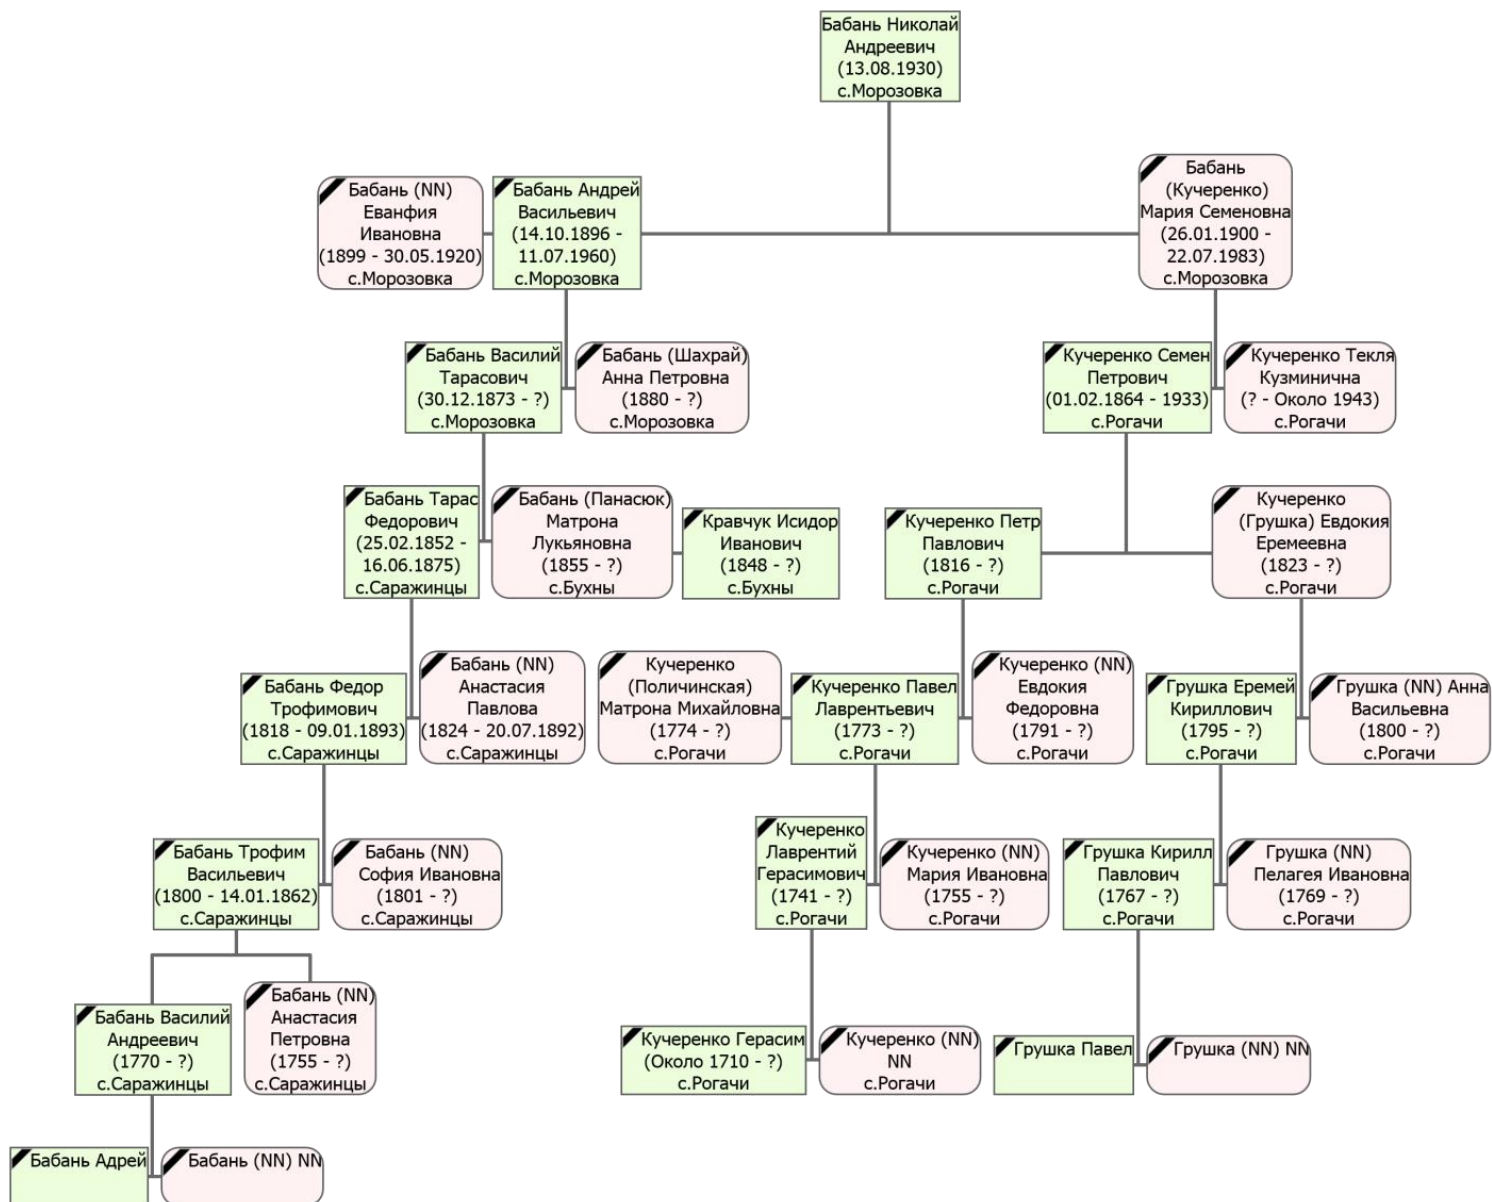 Бабань Николай
Андреевич
(13.08.1930)
с.Морозовка
Бабань (NN)
Еванфия
Ивановна
(1899 - 30.05.1920)
с.Морозовка
Бабань Андрей
Васильевич
(14.10.1896 -
11.07.1960)
с.Морозовка
Бабань
(Кучеренко)
Мария Семеновна
(26.01.1900 -
22.07.1983)
с.Морозовка
Бабань Василий
Тарасович
(30.12.1873 - ?)
с.Морозовка
Бабань (Шахрай)
Анна Петровна
(1880 - ?)
с.Морозовка
Кучеренко Семен
Петрович
(01.02.1864 - 1933)
с.Рогачи
Кучеренко Текля
Кузминична
(? - Около 1943)
с.Рогачи
Бабань Тарас
Федорович
(25.02.1852 -
16.06.1875)
с.Саражинцы
Бабань (Панасюк)
Матрона
Лукьяновна
(1855 - ?)
с.Бухны
Кравчук Исидор
Иванович
(1848 - ?)
с.Бухны
Кучеренко Петр
Павлович
(1816 - ?)
с.Рогачи
Кучеренко
(Грушка) Евдокия
Еремеевна
(1823 - ?)
с.Рогачи
Бабань Федор
Трофимович
(1818 - 09.01.1893)
с.Саражинцы
Бабань (NN)
Анастасия
Павлова
(1824 - 20.07.1892)
с.Саражинцы
Кучеренко
(Поличинская)
Матрона Михайловна
(1774 - ?)
с.Рогачи
Кучеренко Павел
Лаврентьевич
(1773 - ?)
с.Рогачи
Кучеренко (NN)
Евдокия
Федоровна
(1791 - ?)
с.Рогачи
Грушка Еремей
Кириллович
(1795 - ?)
с.Рогачи
Грушка (NN) Анна
Васильевна
(1800 - ?)
с.Рогачи
Бабань Трофим
Васильевич
(1800 - 14.01.1862)
с.Саражинцы
Бабань (NN)
София Ивановна
(1801 - ?)
с.Саражинцы
Кучеренко
Лаврентий
Герасимович
(1741 - ?)
с.Рогачи
Кучеренко (NN)
Мария Ивановна
(1755 - ?)
с.Рогачи
Грушка Кирилл
Павлович
(1767 - ?)
с.Рогачи
Грушка (NN)
Пелагея Ивановна
(1769 - ?)
с.Рогачи
Бабань Василий
Андреевич
(1770 - ?)
с.Саражинцы
Бабань (NN)
Анастасия
Петровна
(1755 - ?)
с.Саражинцы
Кучеренко Герасим
(Около 1710 - ?)
с.Рогачи
Кучеренко (NN)
NN
с.Рогачи
Грушка Павел
Грушка (NN) NN
Бабань Адрей
Бабань (NN) NN